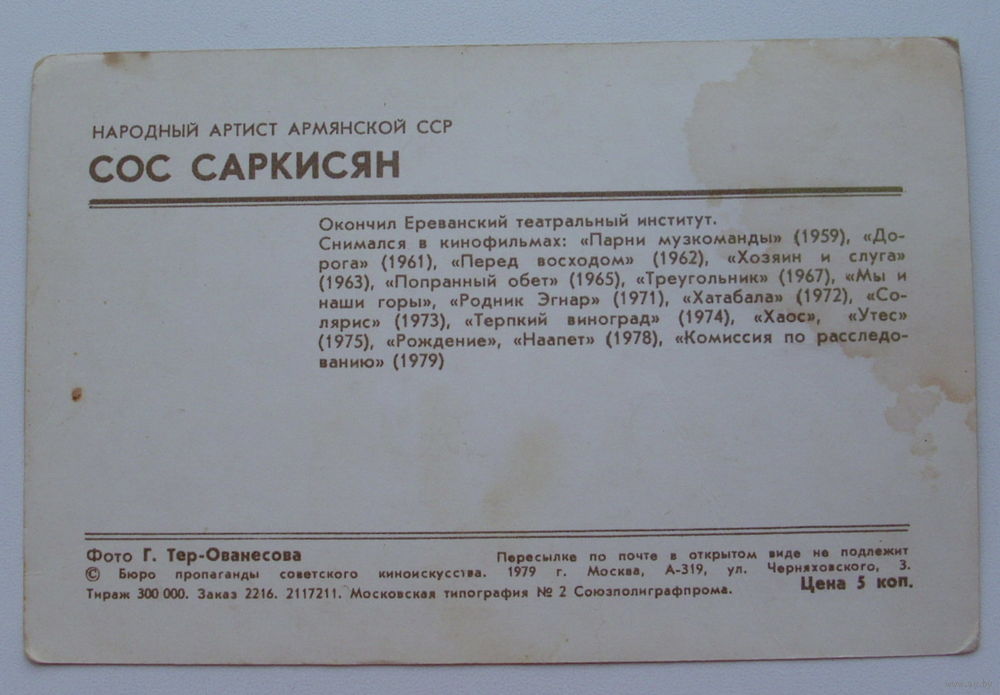 НАРОДНЫЙ АРТИСТ АРМЯНСКОЙ ССР
СОС САРКИСЯН
Окончил Ереванский театральный институт.
Снимался в кинофильмах: «Парни музкоманды» (1959), «До-
рога» (1961), «Перед восходом» (1962), «Хозяин и слуга»
(1963), «Попранный обет» (1965), «Треугольник» (1967), «Мы и
наши горы», «Родник Эгнар» (1971), «Хатабала» (1972), «Со-
лярис» (1973), «Терпкий виноград» (1974), «Хаос», «Утес»
(1975), «Рождение», «Наапет» (1978), «Комиссия по расследо-
ванию» (1979)
Фото Г. Тер-Ованесова
Пересылке по почте в открытом виде не подлежит
© Бюро пропаганды советского киноискусства. 1979 г. Москва, А-319, ул. Черняховского, 3.
Тираж 300 000. Заказ 2216. 2117211. Московская типография № 2 Союзполиграфпрома.
Цена 5 коп.
www.ay.by